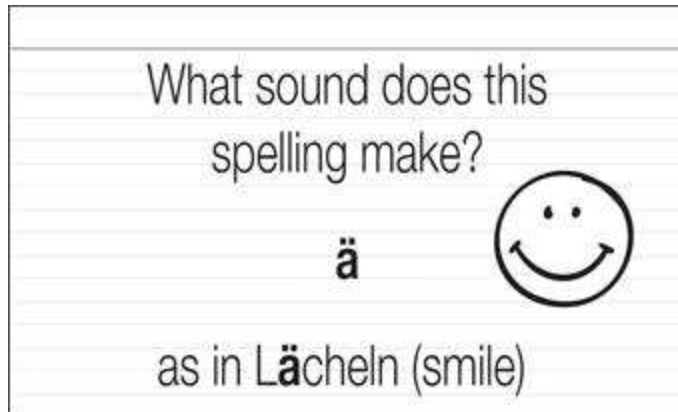 What sound does this
spelling make?
ä
as in Lächeln (smile)